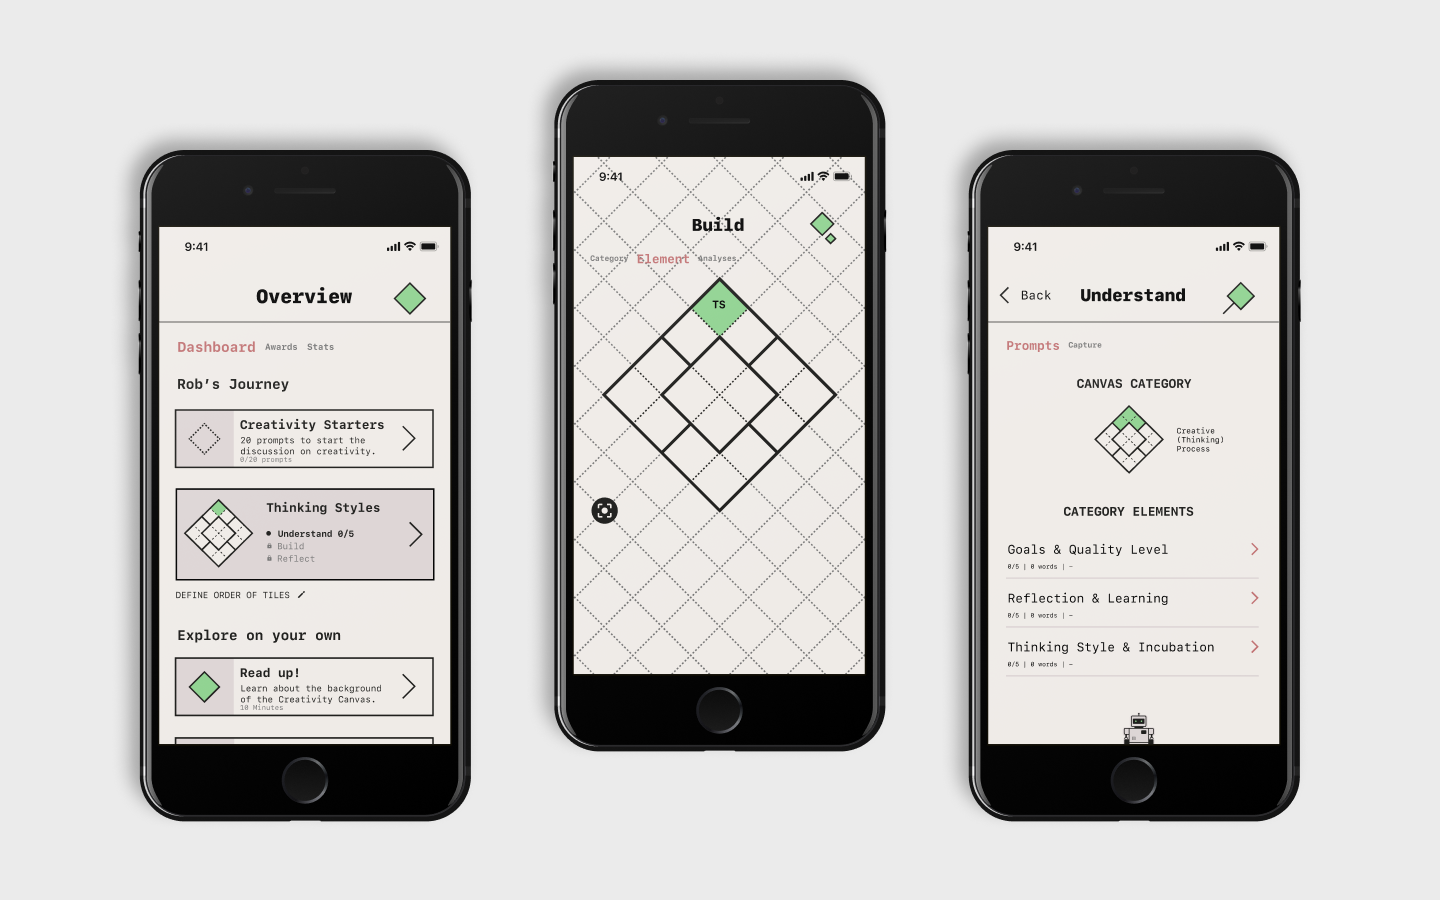 9:41
Overview
Dashboard Awards Stats
Rob's Journey
Creativity Starters
20 prompts to start the
discussion on creativity.
0/20 prompts
Thinking Styles
Understand 0/5
Build
Reflect
DEFINE ORDER OF TILES
Explore on your own
Read up!
Learn about the background
of the Creativity Canvas.
10 Minutes
9:41
Build
Category Element Analyses
TS
9:41
Back Understand
Prompts Capture
CANVAS CATEGORY
Creative
(Thinking)
Process
CATEGORY ELEMENTS
Goals & Quality Level
0/5 | 0 words | –
Reflection & Learning
0/5 | 0 words | –
Thinking Style & Incubation
0/5 | 0 words | –